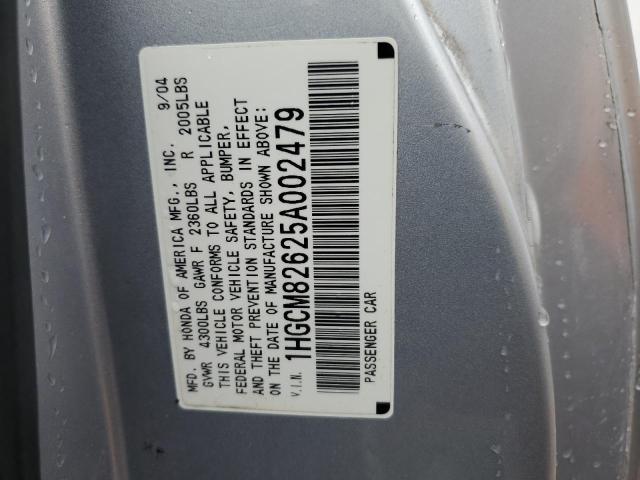 MFD. BY HONDA OF AMERICA MFG., INC. 9/04
GVWR 4300LBS GAWR F 2360LBS R 2005LBS
THIS VEHICLE CONFORMS TO ALL APPLICABLE
FEDERAL MOTOR VEHICLE SAFETY, BUMPER,
AND THEFT PREVENTION STANDARDS IN EFFECT
ON THE DATE OF MANUFACTURE SHOWN ABOVE:
V.I.N. 1HGCM82625A002479
PASSENGER CAR